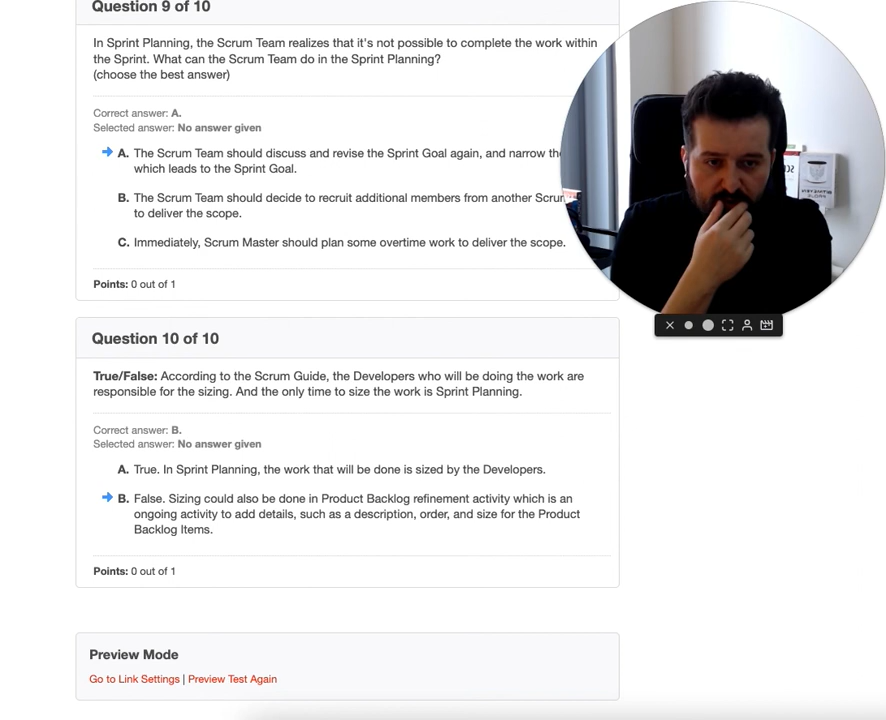 Question 9 of 10
In Sprint Planning, the Scrum Team realizes that it's not possible to complete the work within
the Sprint. What can the Scrum Team do in the Sprint Planning?
(choose the best answer)
Correct answer: A.
Selected answer: No answer given
A. The Scrum Team should discuss and revise the Sprint Goal again, and narrow
which leads to the Sprint Goal.
B. The Scrum Team should decide to recruit additional members from another
to deliver the scope.
C. Immediately, Scrum Master should plan some overtime work to deliver the scope.
Points: 0 out of 1
Question 10 of 10
True/False: According to the Scrum Guide, the Developers who will be doing the work are
responsible for the sizing. And the only time to size the work is Sprint Planning.
Correct answer: B.
Selected answer: No answer given
A. True. In Sprint Planning, the work that will be done is sized by the Developers.
B. False. Sizing could also be done in Product Backlog refinement activity which is an
ongoing activity to add details, such as a description, order, and size for the Product
Backlog Items.
Points: 0 out of 1
Preview Mode
Go to Link Settings | Preview Test Again